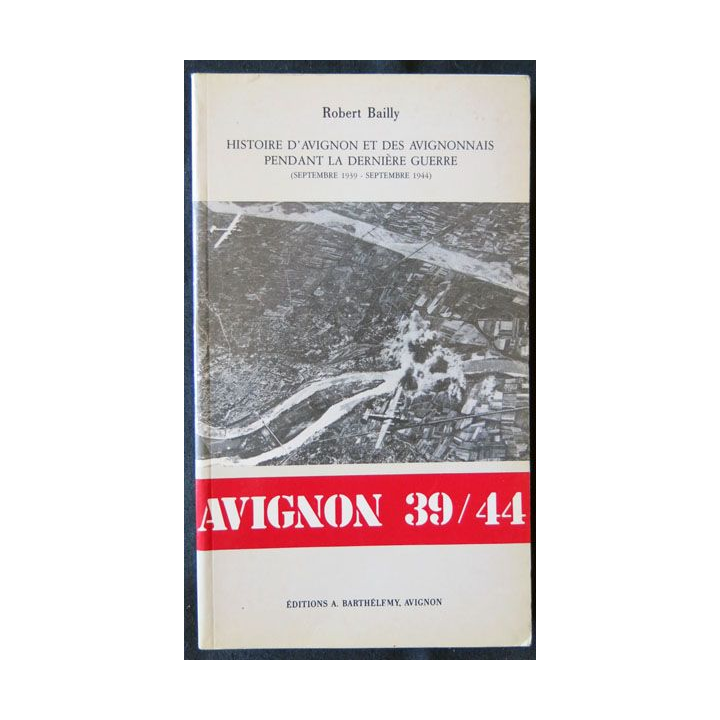 Robert Bailly
HISTOIRE D'AVIGNON ET DES AVIGNONNAIS
PENDANT LA DERNIÈRE GUERRE
(SEPTEMBRE 1939 - SEPTEMBRE 1944)
AVIGNON 39/44
ÉDITIONS A. BARTHÉLEMY, AVIGNON